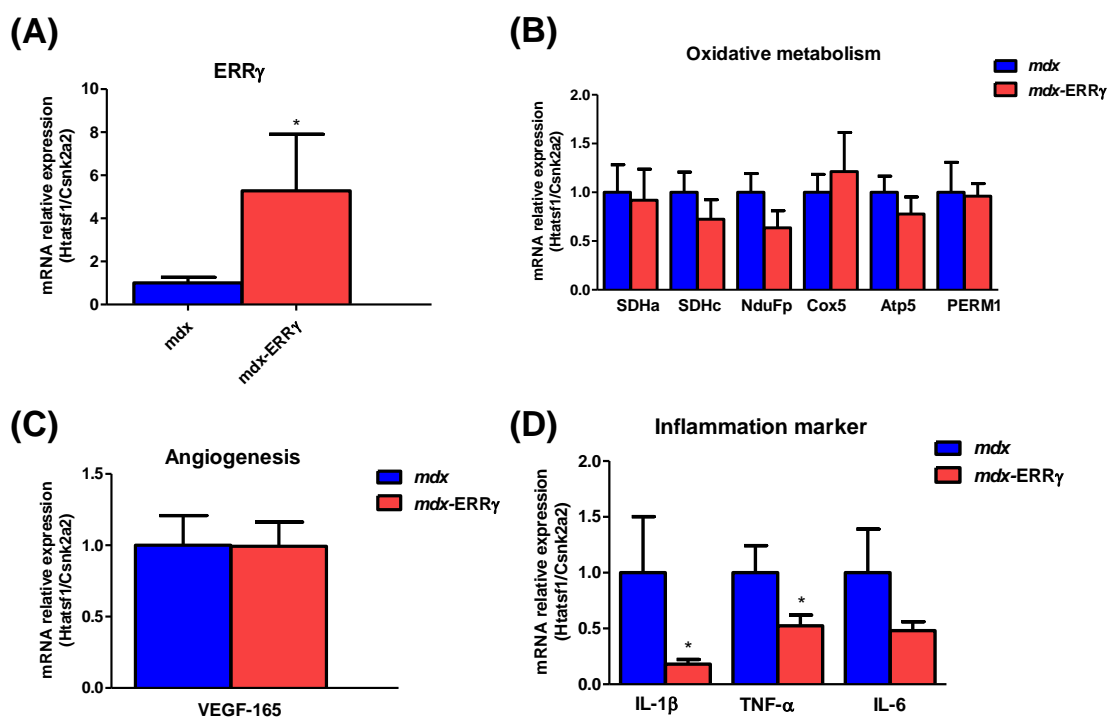 (A)
ERRγ
mRNA relative expression
(Htatsf1/Csnk2a2)
10
8
6
4
2
0
*
mdx
mdx-ERRγ
(B)
Oxidative metabolism
mdx
mdx-ERRγ
mRNA relative expression
(Htatsf1/Csnk2a2)
2.0
1.5
1.0
0.5
0.0
SDHa SDHc NduFp Cox5 Atp5 PERM1
(C)
Angiogenesis
mdx
mdx-ERRγ
mRNA relative expression
(Htatsf1/Csnk2a2)
1.5
1.0
0.5
0.0
VEGF-165
(D)
Inflammation marker
mdx
mdx-ERRγ
mRNA relative expression
(Htatsf1/Csnk2a2)
2.0
1.5
1.0
0.5
0.0
*
*
IL-1β TNF-α IL-6